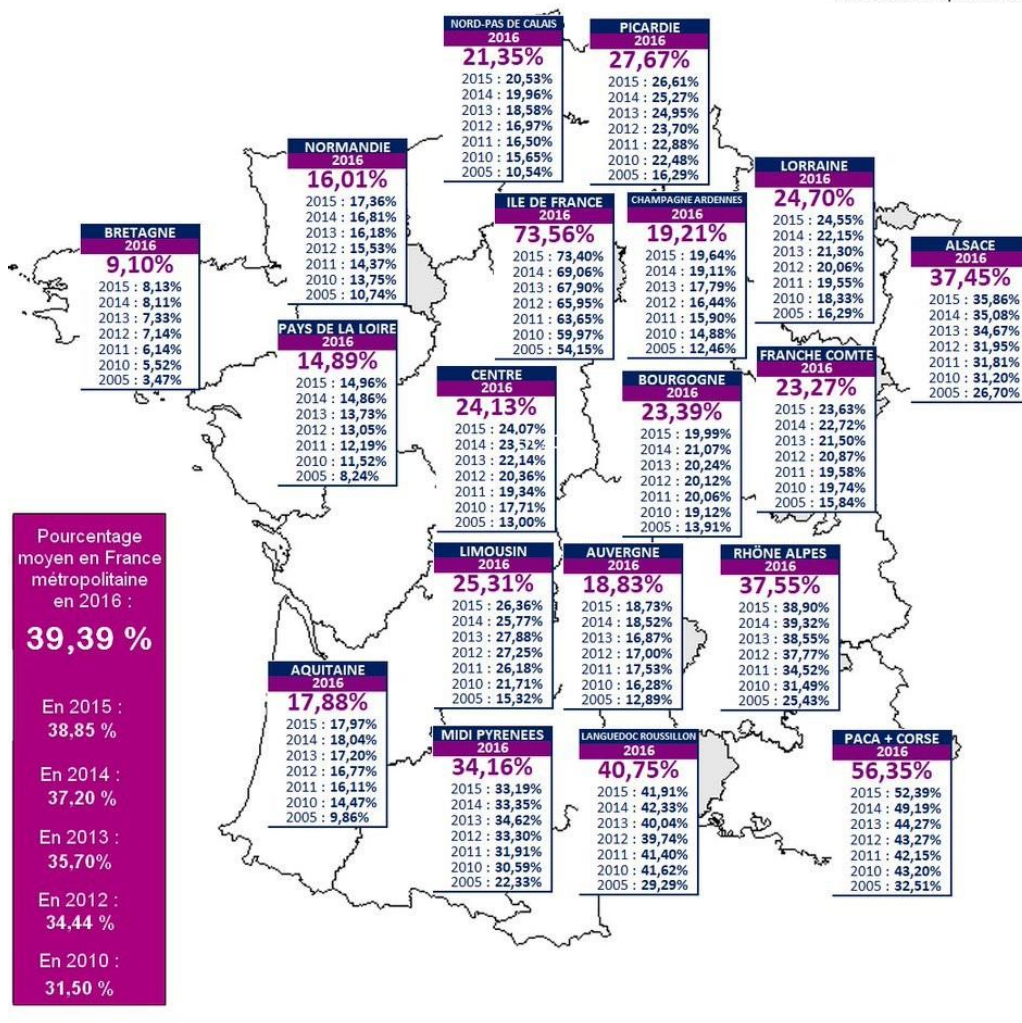 NORD-PAS DE CALAIS
2016
21,35%
2015 : 20,53%
2014 : 19,96%
2013 : 18,58%
2012 : 16,97%
2011 : 16,50%
2010 : 15,65%
2005 : 10,54%
PICARDIE
2016
27,67%
2015 : 26,61%
2014 : 25,27%
2013 : 24,95%
2012 : 23,70%
2011 : 22,88%
2010 : 22,48%
2005 : 16,29%
NORMANDIE
2016
16,01%
2015 : 17,36%
2014 : 16,81%
2013 : 16,18%
2012 : 15,53%
2011 : 14,37%
2010 : 13,75%
2005 : 10,74%
LORRAINE
2016
24,70%
2015 : 24,55%
2014 : 22,15%
2013 : 21,30%
2012 : 20,06%
2011 : 19,55%
2010 : 18,33%
2005 : 16,29%
ILE DE FRANCE
2016
73,56%
2015 : 73,40%
2014 : 69,06%
2013 : 67,90%
2012 : 65,95%
2011 : 63,65%
2010 : 59,97%
2005 : 54,15%
CHAMPAGNE ARDENNES
2016
19,21%
2015 : 19,64%
2014 : 19,11%
2013 : 17,79%
2012 : 16,44%
2011 : 15,90%
2010 : 14,88%
2005 : 12,46%
BRETAGNE
2016
9,10%
2015 : 8,13%
2014 : 8,11%
2013 : 7,33%
2012 : 7,14%
2011 : 6,14%
2010 : 5,52%
2005 : 3,47%
ALSACE
2016
37,45%
2015 : 35,86%
2014 : 35,08%
2013 : 34,67%
2012 : 31,95%
2011 : 31,81%
2010 : 31,20%
2005 : 26,70%
PAYS DE LA LOIRE
2016
14,89%
2015 : 14,96%
2014 : 14,86%
2013 : 13,73%
2012 : 13,05%
2011 : 12,19%
2010 : 11,52%
2005 : 8,24%
CENTRE
2016
24,13%
2015 : 24,07%
2014 : 23,52%
2013 : 22,14%
2012 : 20,36%
2011 : 19,34%
2010 : 17,71%
2005 : 13,00%
BOURGOGNE
2016
23,39%
2015 : 19,99%
2014 : 21,07%
2013 : 20,24%
2012 : 20,12%
2011 : 20,06%
2010 : 19,12%
2005 : 13,91%
FRANCHE COMTE
2016
23,27%
2015 : 23,63%
2014 : 22,72%
2013 : 21,50%
2012 : 20,87%
2011 : 19,58%
2010 : 19,74%
2005 : 15,84%
Pourcentage
moyen en France
métropolitaine
en 2016 :
39,39 %
En 2015 :
38,85 %
En 2014 :
37,20 %
En 2013 :
35,70%
En 2012 :
34,44 %
En 2010 :
31,50 %
LIMOUSIN
2016
25,31%
2015 : 26,36%
2014 : 25,77%
2013 : 27,88%
2012 : 27,25%
2011 : 26,18%
2010 : 21,71%
2005 : 15,32%
AUVERGNE
2016
18,83%
2015 : 18,73%
2014 : 18,52%
2013 : 16,87%
2012 : 17,00%
2011 : 17,53%
2010 : 16,28%
2005 : 12,89%
RHÔNE ALPES
2016
37,55%
2015 : 38,90%
2014 : 39,32%
2013 : 38,55%
2012 : 37,77%
2011 : 34,52%
2010 : 31,49%
2005 : 25,43%
AQUITAINE
2016
17,88%
2015 : 17,97%
2014 : 18,04%
2013 : 17,20%
2012 : 16,77%
2011 : 16,11%
2010 : 14,47%
2005 : 9,86%
MIDI PYRENEES
2016
34,16%
2015 : 33,19%
2014 : 33,35%
2013 : 34,62%
2012 : 33,30%
2011 : 31,91%
2010 : 30,59%
2005 : 22,33%
LANGUEDOC ROUSSILLON
2016
40,75%
2015 : 41,91%
2014 : 42,33%
2013 : 40,04%
2012 : 39,74%
2011 : 41,40%
2010 : 41,62%
2005 : 29,29%
PACA + CORSE
2016
56,35%
2015 : 52,39%
2014 : 49,19%
2013 : 44,27%
2012 : 43,27%
2011 : 42,15%
2010 : 43,20%
2005 : 32,51%